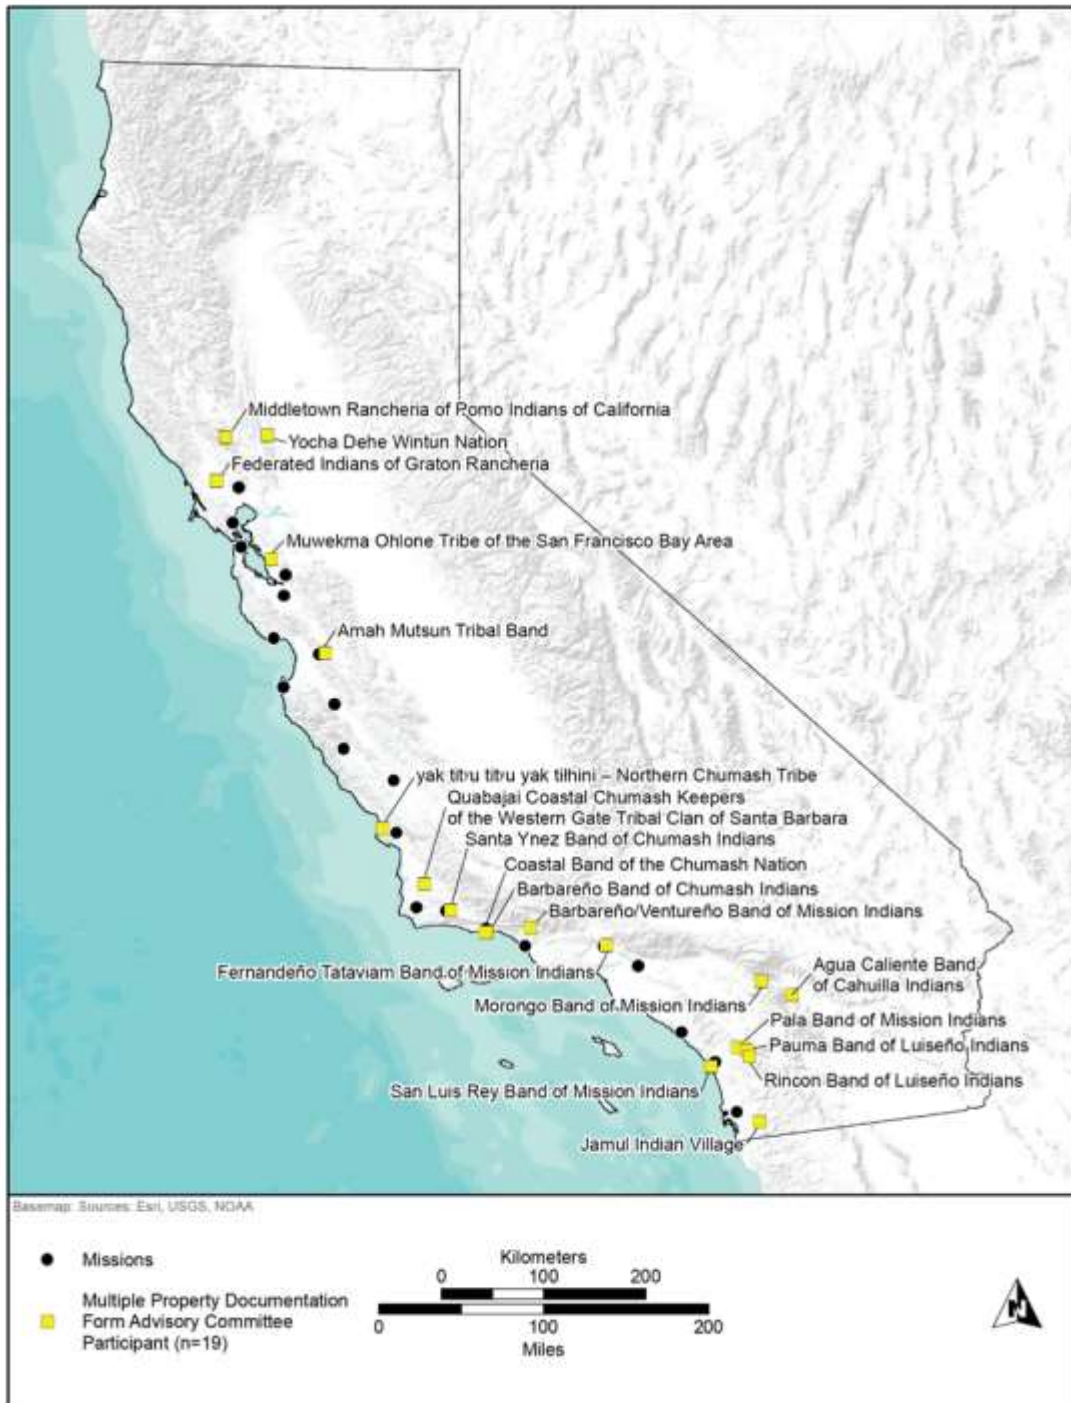 Middletown Rancheria of Pomo Indians of California
Yocha Dehe Wintun Nation
Federated Indians of Graton Rancheria
Muwekma Ohlone Tribe of the San Francisco Bay Area
Amah Mutsun Tribal Band
yak titʸu titʸu yak tiłhini – Northern Chumash Tribe
Quabajai Coastal Chumash Keepers
of the Western Gate Tribal Clan of Santa Barbara
Santa Ynez Band of Chumash Indians
Coastal Band of the Chumash Nation
Barbareño Band of Chumash Indians
Barbareño/Ventureño Band of Mission Indians
Fernandeño Tataviam Band of Mission Indians
Agua Caliente Band
of Cahuilla Indians
Morongo Band of Mission Indians
Pala Band of Mission Indians
Pauma Band of Luiseño Indians
Rincon Band of Luiseño Indians
San Luis Rey Band of Mission Indians
Jamul Indian Village
Basemap: Sources: Esri, USGS, NOAA
Missions
Multiple Property Documentation
Form Advisory Committee
Participant (n=19)
Kilometers
0 100 200
0 100 200
Miles
N